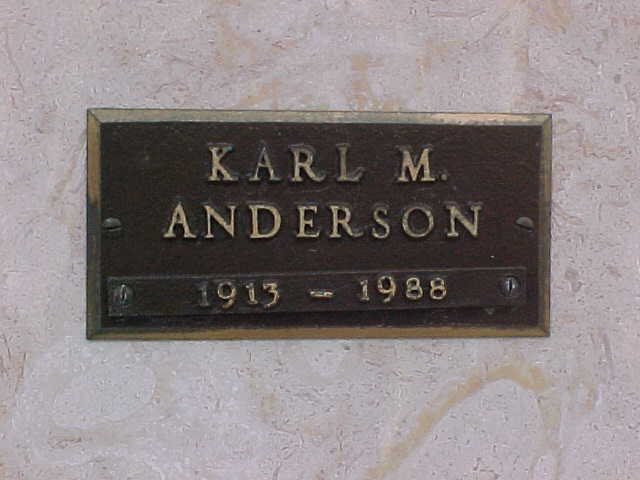 KARL M.
ANDERSON
1913 - 1988